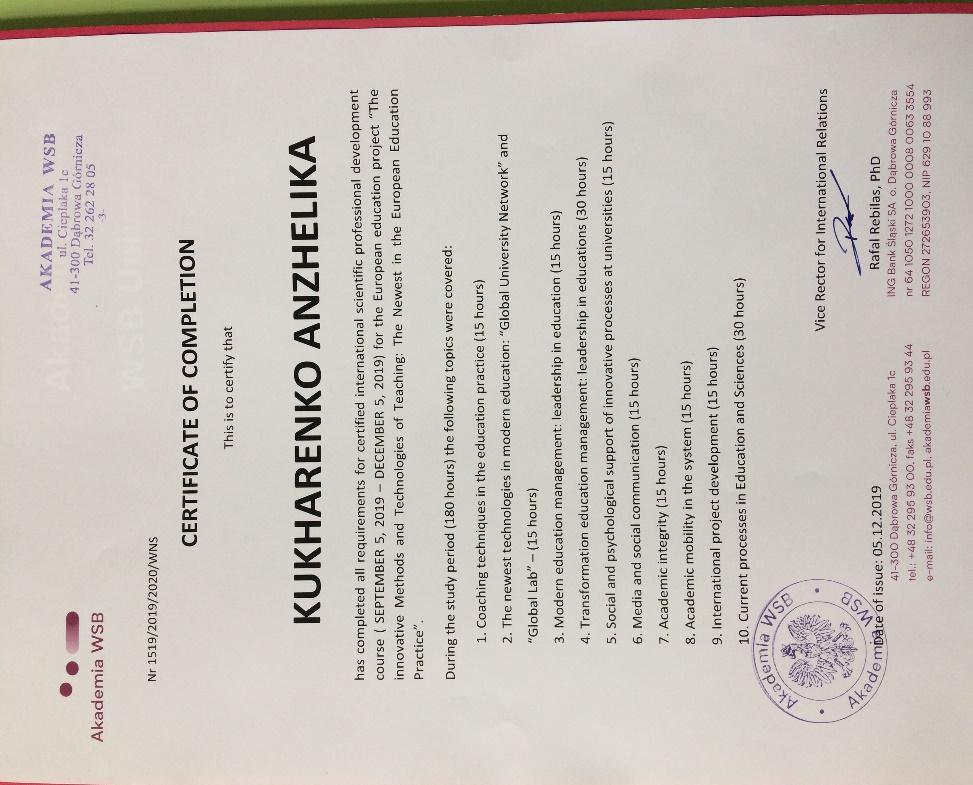 Akademia WSB
AKADEMIA WSB
ul. Cieplaka 1c
41-300 Dąbrowa Górnicza
Tel. 32 262 28 05
-3-
Nr 1519/2019/2020/WNS
CERTIFICATE OF COMPLETION
This is to certify that
KUKHARENKO ANZHELIKA
has completed all requirements for certified international scientific professional development
course ( SEPTEMBER 5, 2019 – DECEMBER 5, 2019) for the European education project “The
innovative Methods and Technologies of Teaching: The Newest in the European Education
Practice”.
During the study period (180 hours) the following topics were covered:
1. Coaching techniques in the education practice (15 hours)
2. The newest technologies in modern education: “Global University Network” and
“Global Lab” – (15 hours)
3. Modern education management: leadership in education (15 hours)
4. Transformation education management: leadership in educations (30 hours)
5. Social and psychological support of innovative processes at universities (15 hours)
6. Media and social communication (15 hours)
7. Academic integrity (15 hours)
8. Academic mobility in the system (15 hours)
9. International project development (15 hours)
10. Current processes in Education and Sciences (30 hours)
Akademia WSB • Akademia WSB •
Vice Rector for International Relations
Rafal Rebilas, PhD
Date of issue: 05.12.2019
41-300 Dąbrowa Górnicza, ul. Cieplaka 1c
tel.: +48 32 295 93 00, faks +48 32 295 93 44
e-mail: info@wsb.edu.pl, akademiawsb.edu.pl
ING Bank Śląski SA o. Dąbrowa Górnicza
nr 64 1050 1272 1000 0008 0063 3554
REGON 272653903, NIP 629 10 88 993